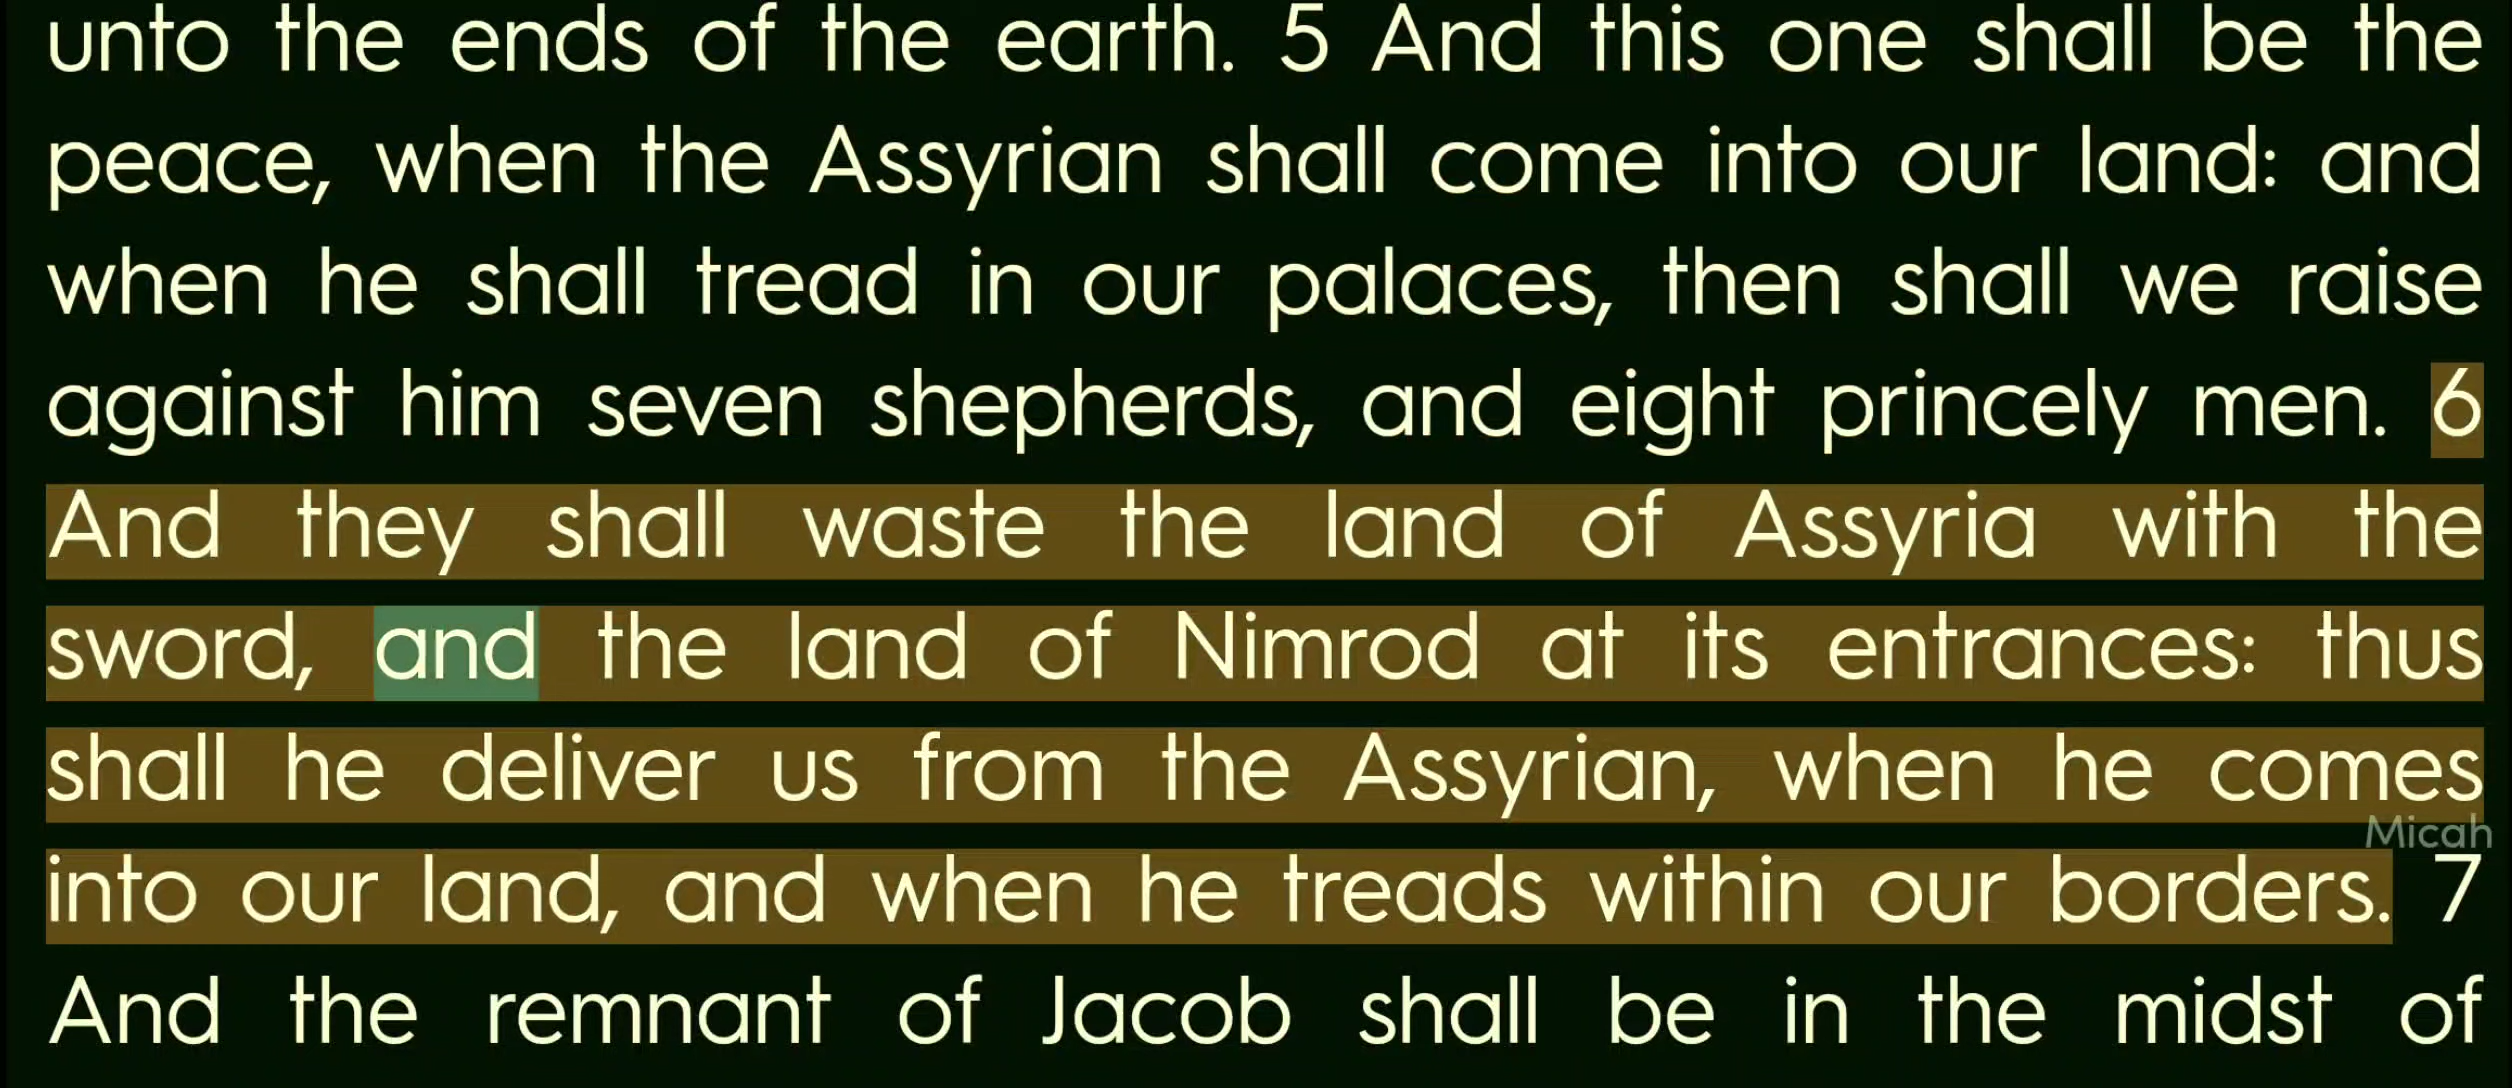 unto the ends of the earth. 5 And this one shall be the
peace, when the Assyrian shall come into our land: and
when he shall tread in our palaces, then shall we raise
against him seven shepherds, and eight princely men. 6
And they shall waste the land of Assyria with the
sword, and the land of Nimrod at its entrances: thus
shall he deliver us from the Assyrian, when he comes
Micah
into our land, and when he treads within our borders. 7
And the remnant of Jacob shall be in the midst of